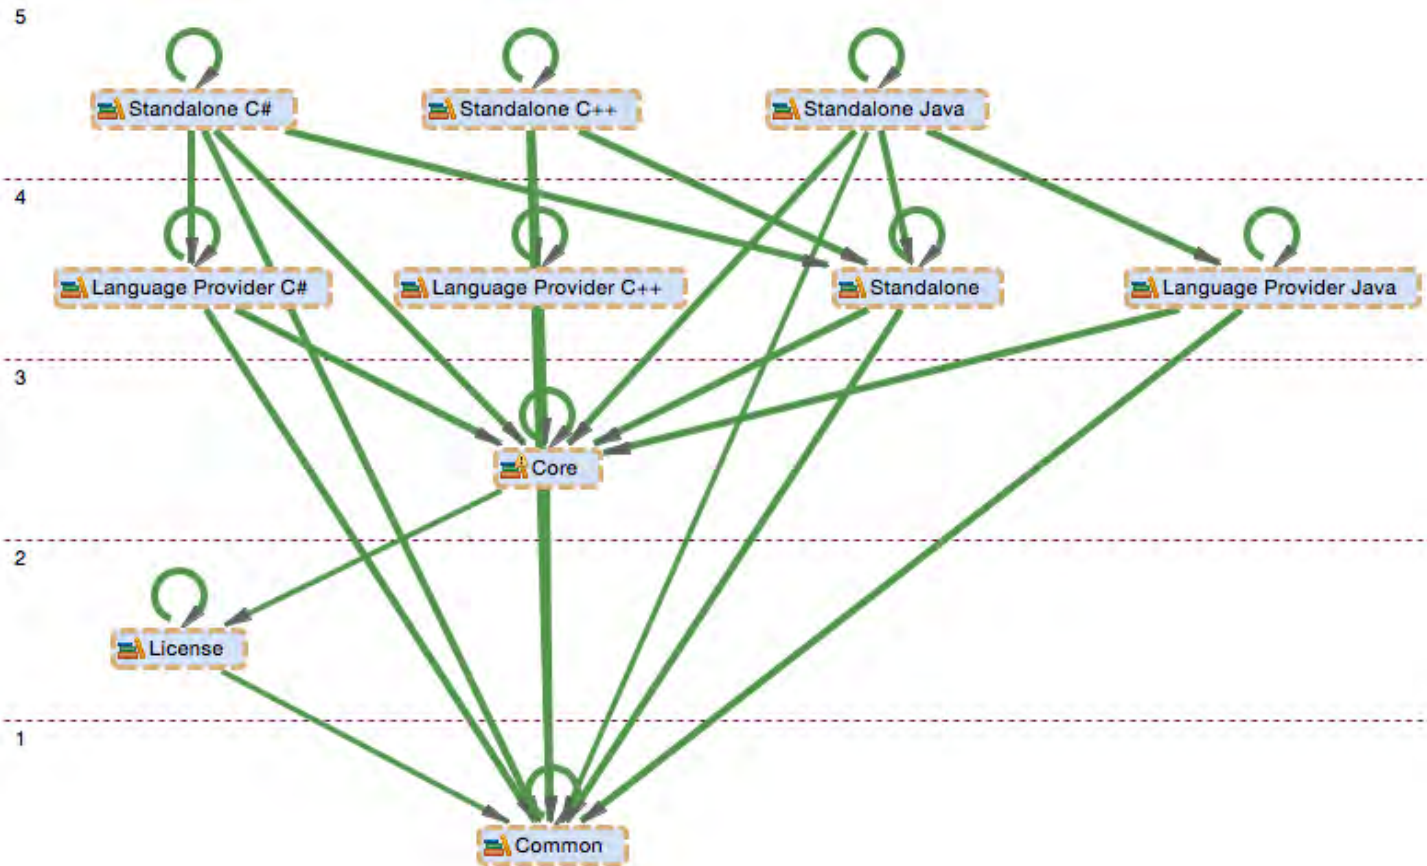 5
Standalone C#
Standalone C++
Standalone Java
4
Language Provider C#
Language Provider C++
Standalone
Language Provider Java
3
Core
2
License
1
Common